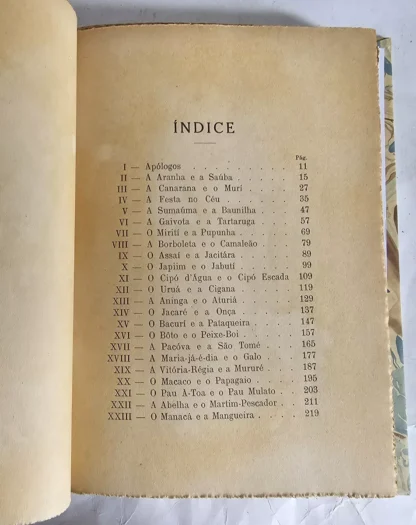 ÍNDICE
Pág.
I — Apólogos . . . . . . . . . 11
II — A Aranha e a Saúba . . . . . 15
III — A Canarana e o Murí . . . . 27
IV — A Festa no Céu . . . . . . 35
V — A Sumaúma e a Baunilha . . . 47
VI — A Gaivota e a Tartaruga . . . 57
VII — O Mirití e a Pupunha . . . . 69
VIII — A Borboleta e o Camaleão . . . 79
IX — O Assaí e a Jacitára . . . . 89
X — O Japiim e o Jabutí . . . . 99
XI — O Cipó d'Água e o Cipó Escada 109
XII — O Uruá e a Cigana . . . . . 119
XIII — A Aninga e o Aturiá . . . . . 129
XIV — O Jacaré e a Onça . . . . . 137
XV — O Bacurí e a Pataqueira . . . . 147
XVI — O Bôto e o Peixe-Boi . . . . . 157
XVII — A Pacóva e a São Tomé . . . . 165
XVIII — A Maria-já-é-dia e o Galo . . . . 177
XIX — A Vitória-Régia e a Mururé . . . 187
XX — O Macaco e o Papagaio . . . . 195
XXI — O Pau À-Toa e o Pau Mulato . . 203
XXII — A Abelha e o Martim-Pescador . . 211
XXIII — O Manacá e a Mangueira . . . . 219